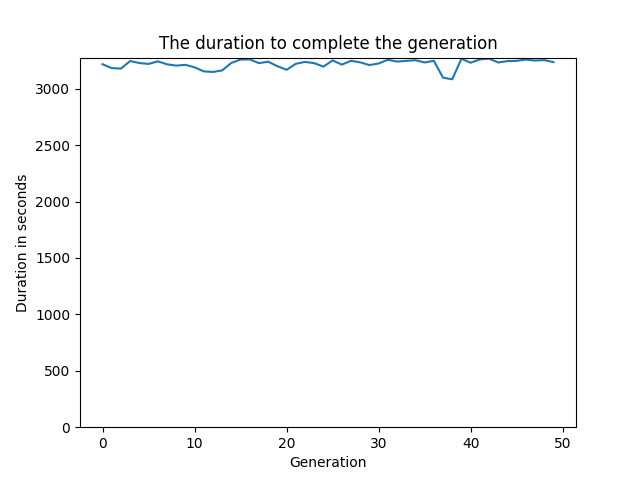 The duration to complete the generation
3000
2500
2000
1500
1000
500
0
Duration in seconds
0 10 20 30 40 50
Generation